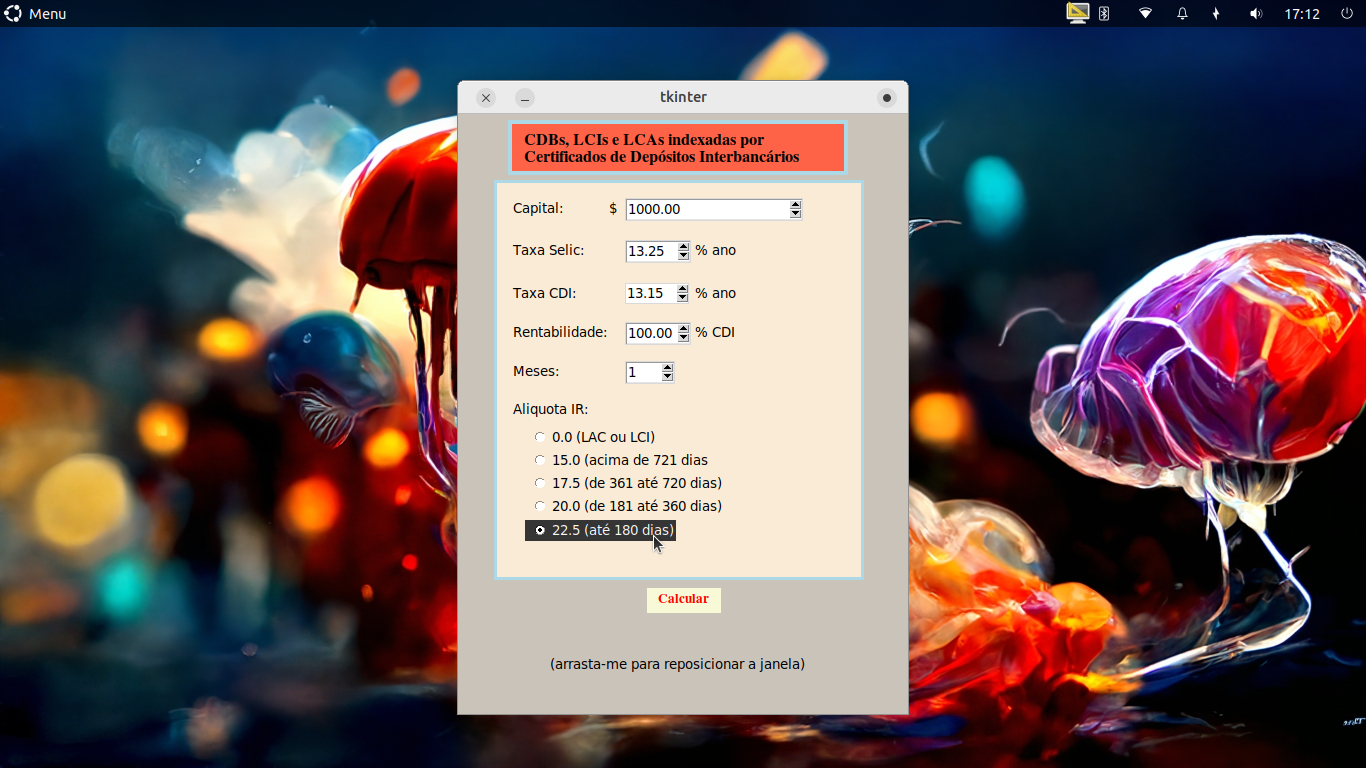 Menu
17:12
tkinter
CDBs, LCIs e LCAs indexadas por
Certificados de Depósitos Interbancários
Capital: $ 1000.00
Taxa Selic: 13.25 % ano
Taxa CDI: 13.15 % ano
Rentabilidade: 100.00 % CDI
Meses: 1
Aliquota IR:
0.0 (LAC ou LCI)
15.0 (acima de 721 dias
17.5 (de 361 até 720 dias)
20.0 (de 181 até 360 dias)
22.5 (até 180 dias)
Calcular
(arrasta-me para reposicionar a janela)